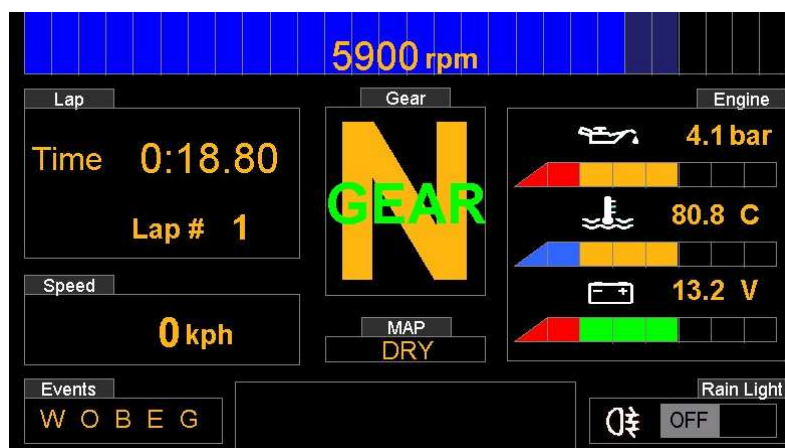 5900 rpm
Lap
Time 0:18.80
Lap # 1
Gear
N
GEAR
Engine
4.1 bar
80.8 C
13.2 V
Speed
0 kph
MAP
DRY
Events
W O B E G
Rain Light
OFF